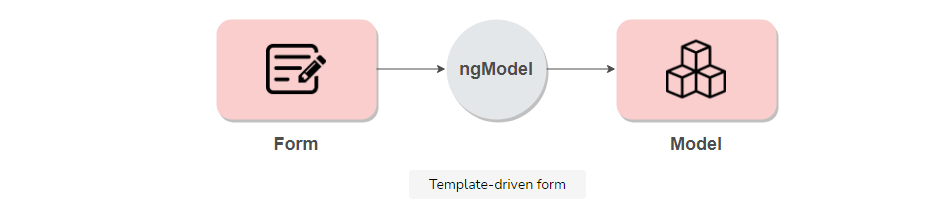 ngModel
Form
Model
Template-driven form